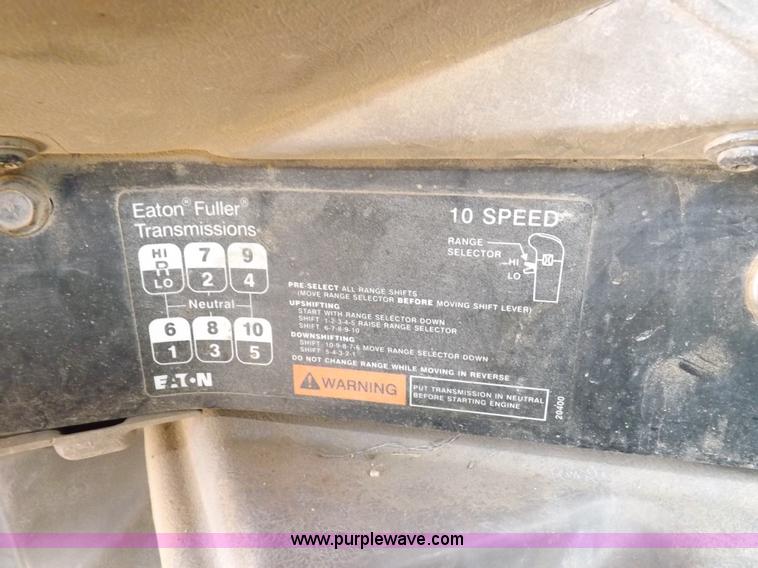 Eaton® Fuller®
Transmissions
10 SPEED
HI 7 9
R
LO 2 4
Neutral
6 8 10
1 3 5
EATON
RANGE
SELECTOR
HI
LO
PRE-SELECT ALL RANGE SHIFTS
(MOVE RANGE SELECTOR BEFORE MOVING SHIFT LEVER)
UPSHIFTING
START WITH RANGE SELECTOR DOWN
SHIFT 1-2-3-4-5 RAISE RANGE SELECTOR
SHIFT 6-7-8-9-10
DOWNSHIFTING
SHIFT 10-9-8-7-6 MOVE RANGE SELECTOR DOWN
SHIFT 5-4-3-2-1
DO NOT CHANGE RANGE WHILE MOVING IN REVERSE
WARNING
PUT TRANSMISSION IN NEUTRAL
BEFORE STARTING ENGINE
20400
www.purplewave.com